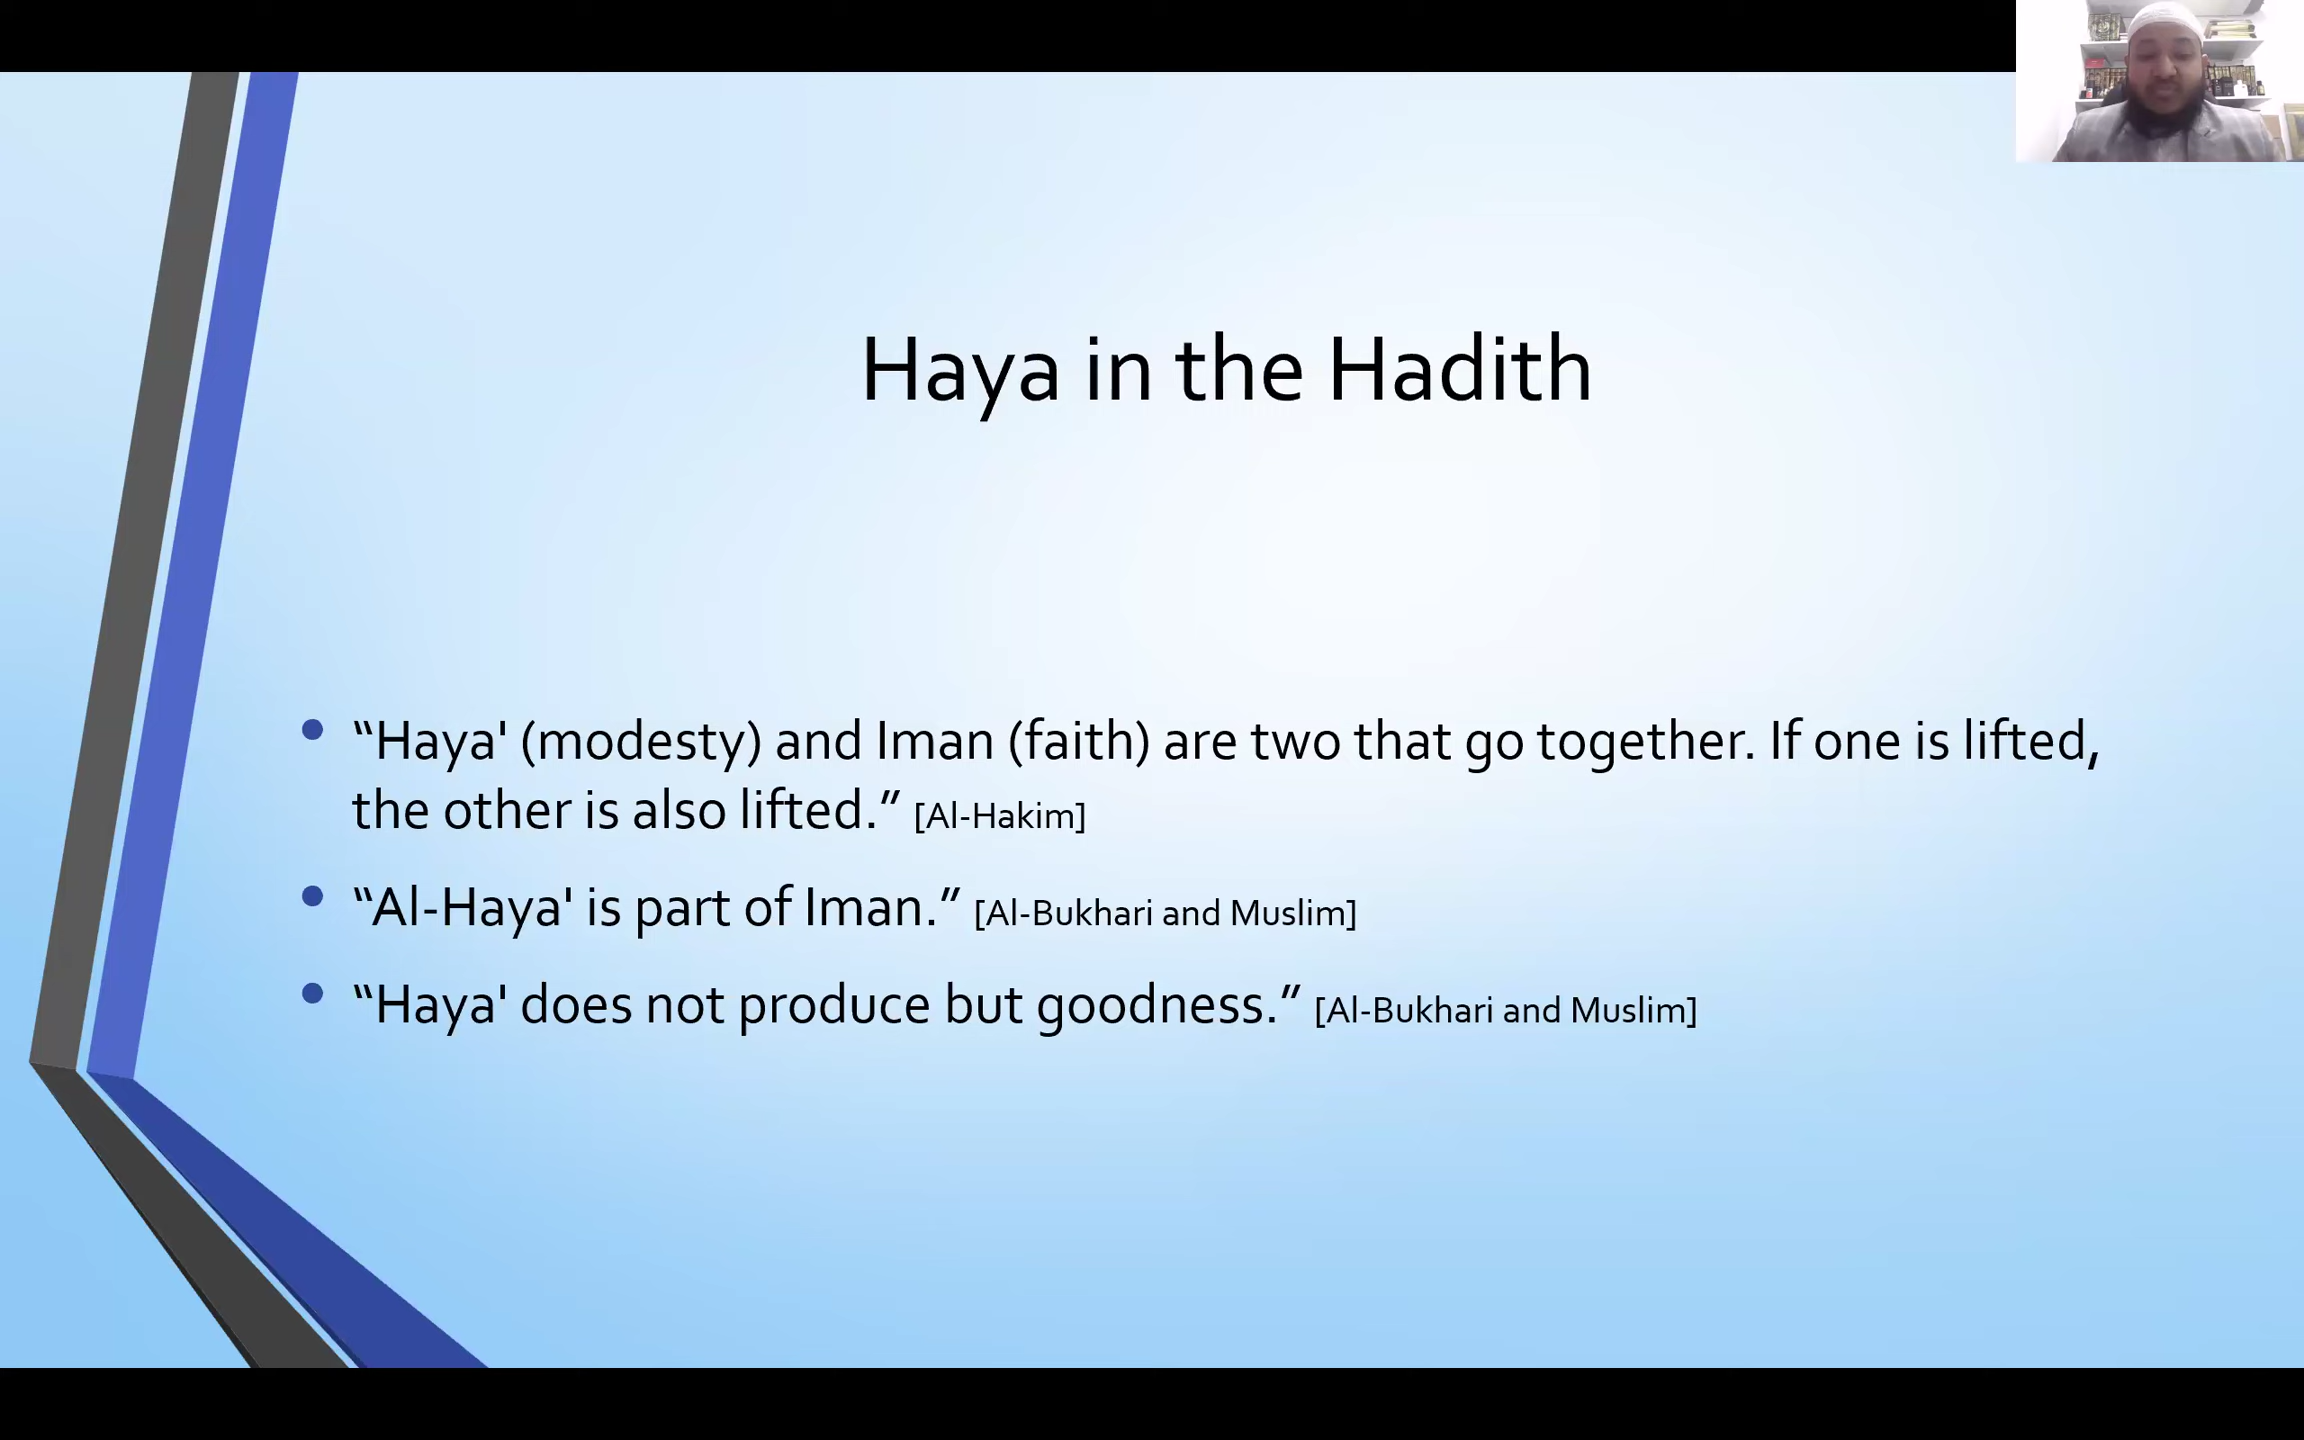 Haya in the Hadith
• “Haya' (modesty) and Iman (faith) are two that go together. If one is lifted,
the other is also lifted.” [Al-Hakim]
• “Al-Haya' is part of Iman.” [Al-Bukhari and Muslim]
• “Haya' does not produce but goodness.” [Al-Bukhari and Muslim]